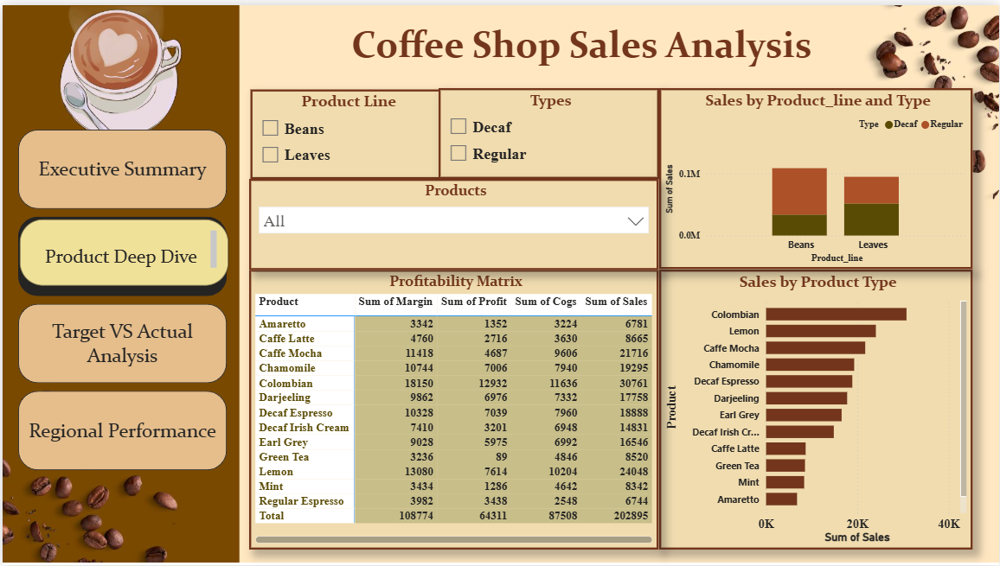 Coffee Shop Sales Analysis
Executive Summary
Product Deep Dive
Target VS Actual
Analysis
Regional Performance
Product Line
Beans
Leaves
Types
Decaf
Regular
Products
All
Sales by Product_line and Type
Type Decaf Regular
Sum of Sales
0.1M
0.0M
Beans Leaves
Product_line
Profitability Matrix
Product Sum of Margin Sum of Profit Sum of Cogs Sum of Sales
Amaretto 3342 1352 3224 6781
Caffe Latte 4760 2716 3630 8665
Caffe Mocha 11418 4687 9606 21716
Chamomile 10744 7006 7940 19295
Colombian 18150 12932 11636 30761
Darjeeling 9862 6976 7332 17758
Decaf Espresso 10328 7039 7960 18888
Decaf Irish Cream 7410 3201 6948 14831
Earl Grey 9028 5975 6992 16546
Green Tea 3236 89 4846 8520
Lemon 13080 7614 10204 24048
Mint 3434 1286 4642 8342
Regular Espresso 3982 3438 2548 6744
Total 108774 64311 87508 202895
Sales by Product Type
Product
Colombian
Lemon
Caffe Mocha
Chamomile
Decaf Espresso
Darjeeling
Earl Grey
Decaf Irish Cr...
Caffe Latte
Green Tea
Mint
Amaretto
0K 20K 40K
Sum of Sales